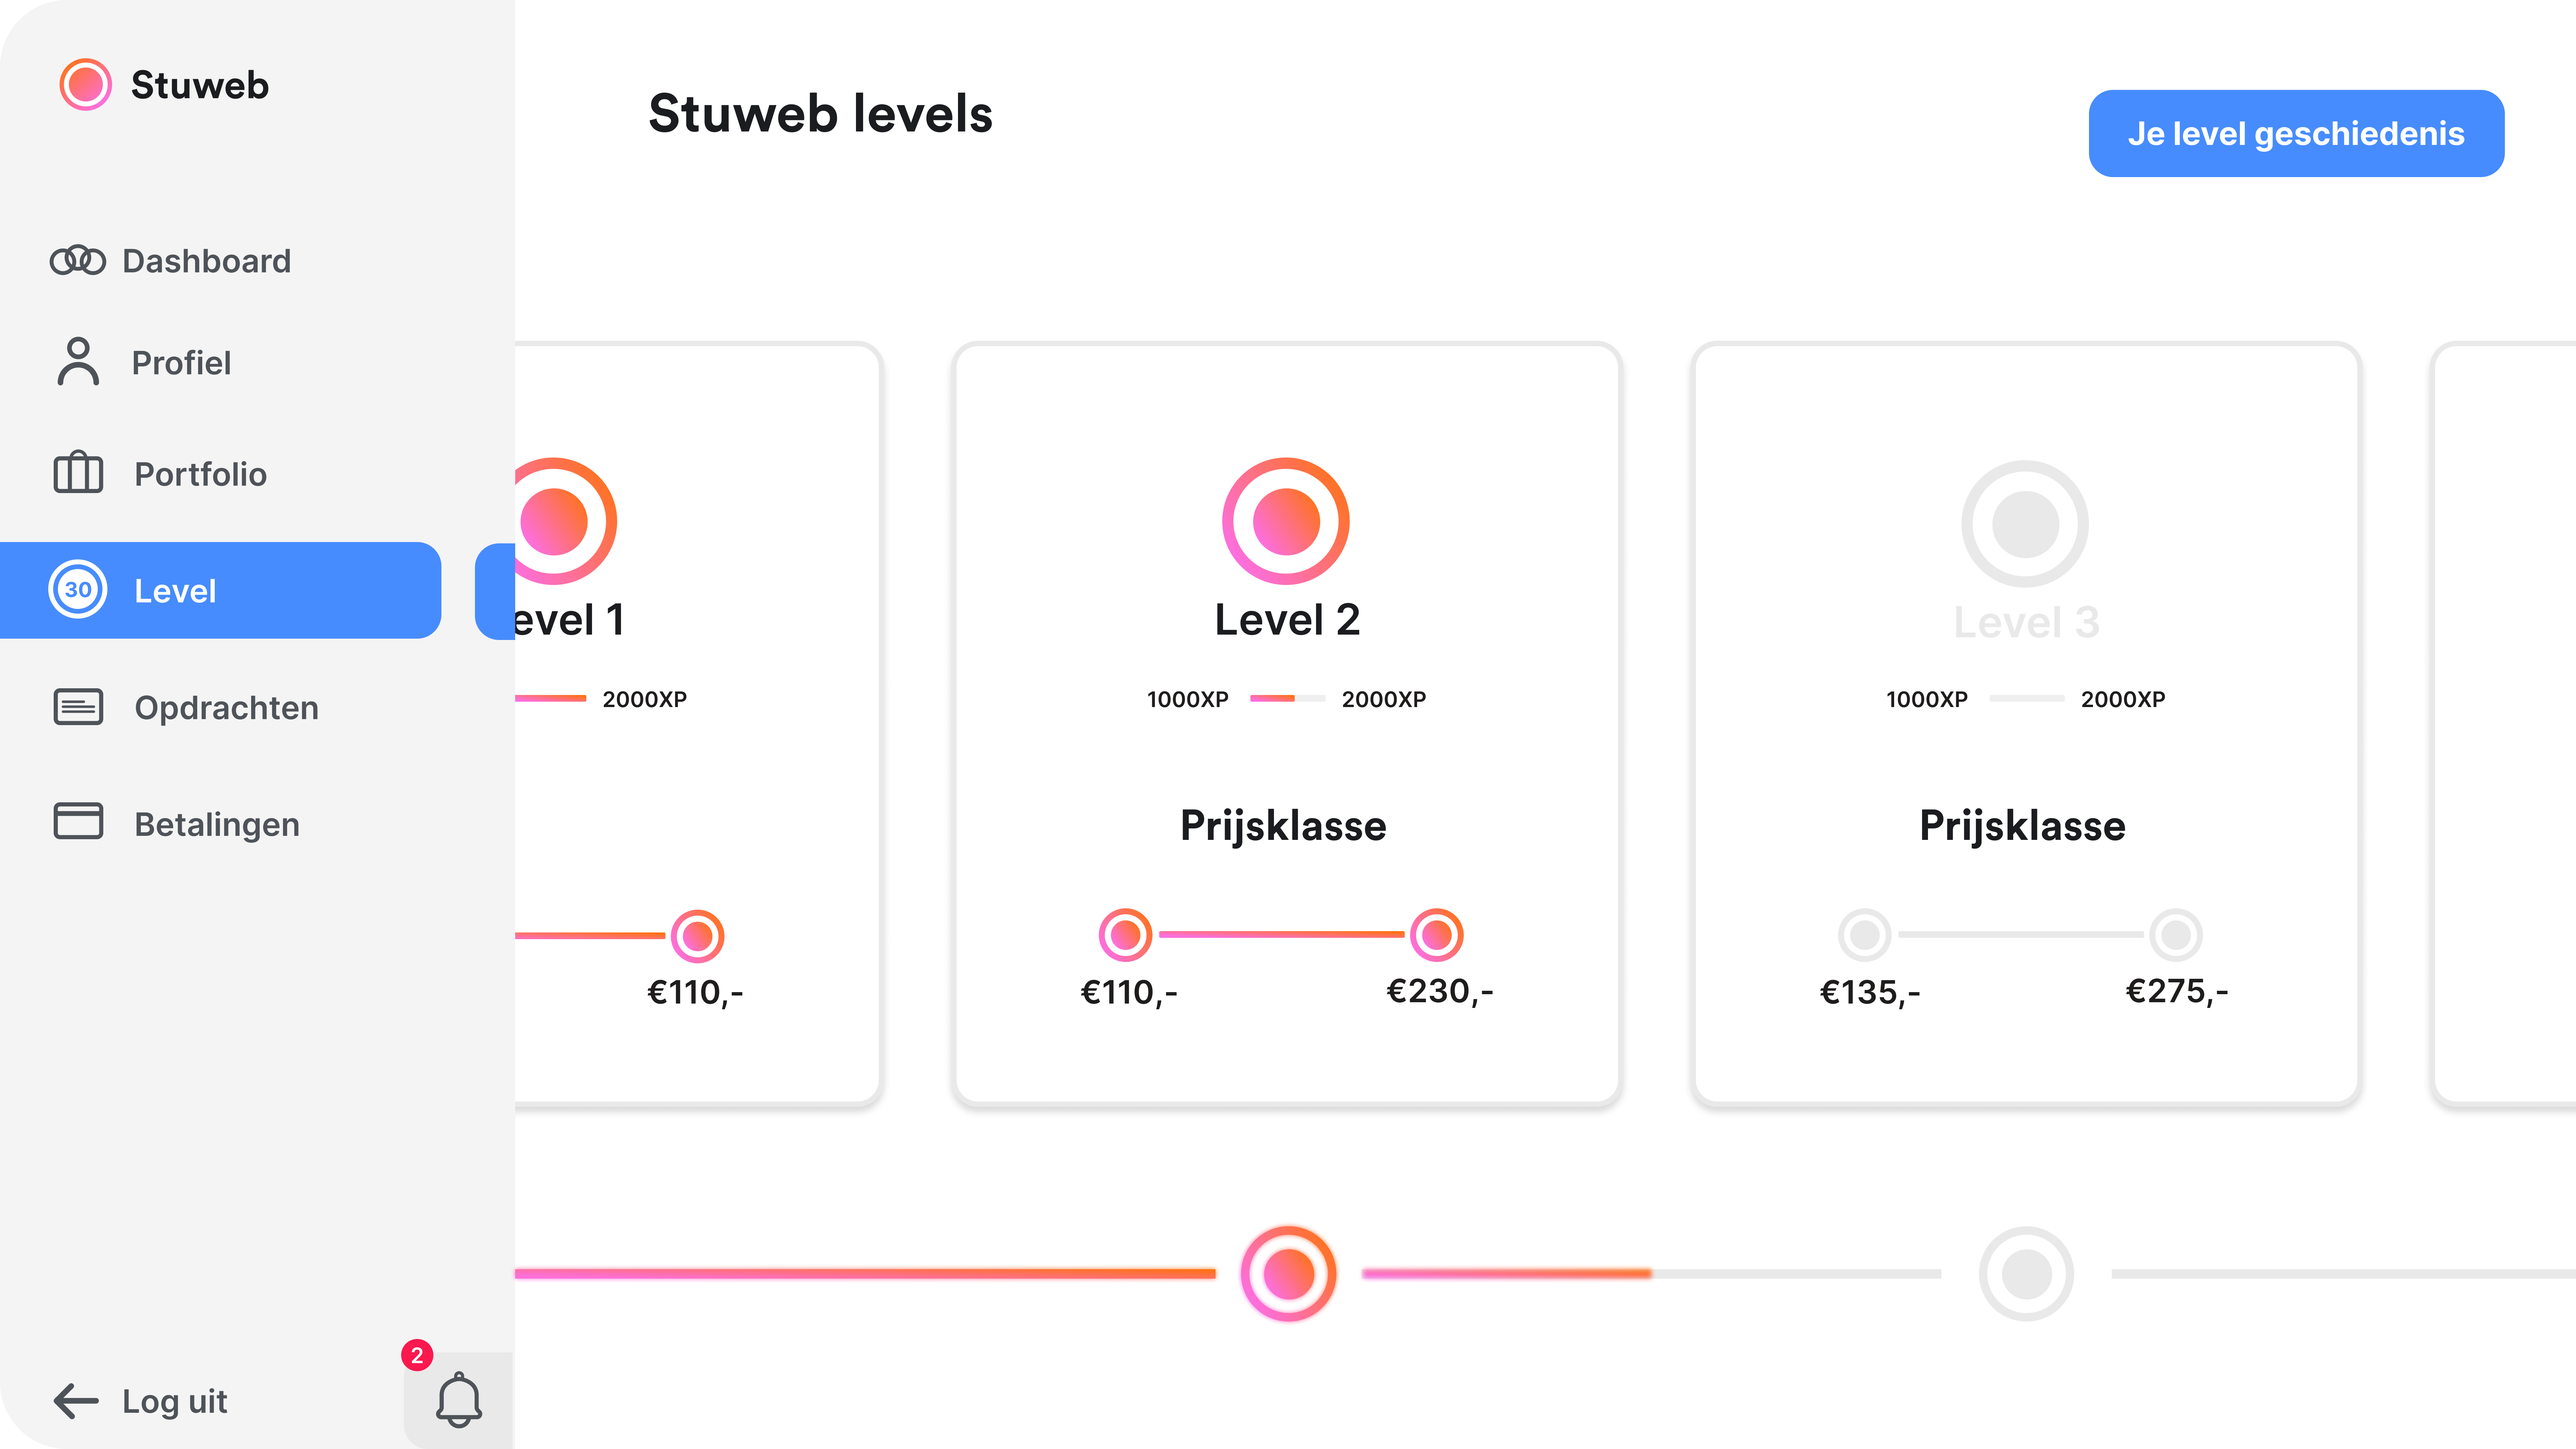 Stuweb
Dashboard
Profiel
Portfolio
30 Level
Opdrachten
Betalingen
2
Log uit
Stuweb levels
Je level geschiedenis
evel 1
2000XP
€110,-
Level 2
1000XP 2000XP
Prijsklasse
€110,- €230,-
Level 3
1000XP 2000XP
Prijsklasse
€135,- €275,-